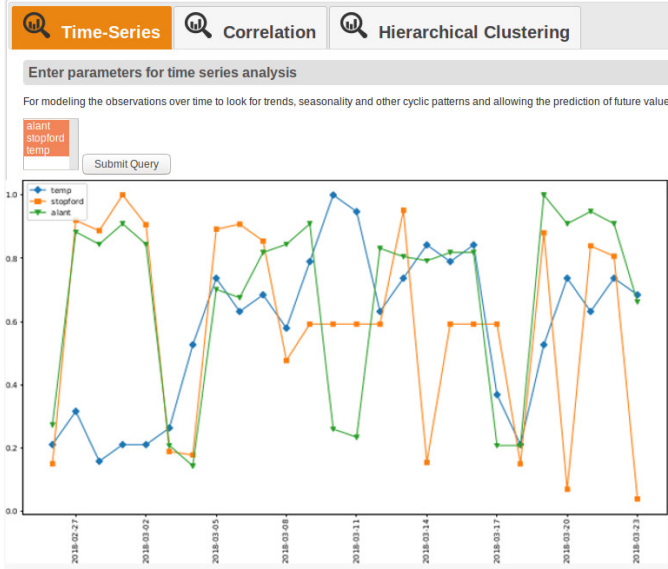 Time-Series
Correlation
Hierarchical Clustering
Enter parameters for time series analysis
For modeling the observations over time to look for trends, seasonality and other cyclic patterns and allowing the prediction of future value
alant
stopford
temp
Submit Query
temp
stopford
alant
1.0
0.8
0.6
0.4
0.2
0.0
2018-02-27
2018-03-02
2018-03-05
2018-03-08
2018-03-11
2018-03-14
2018-03-17
2018-03-20
2018-03-23